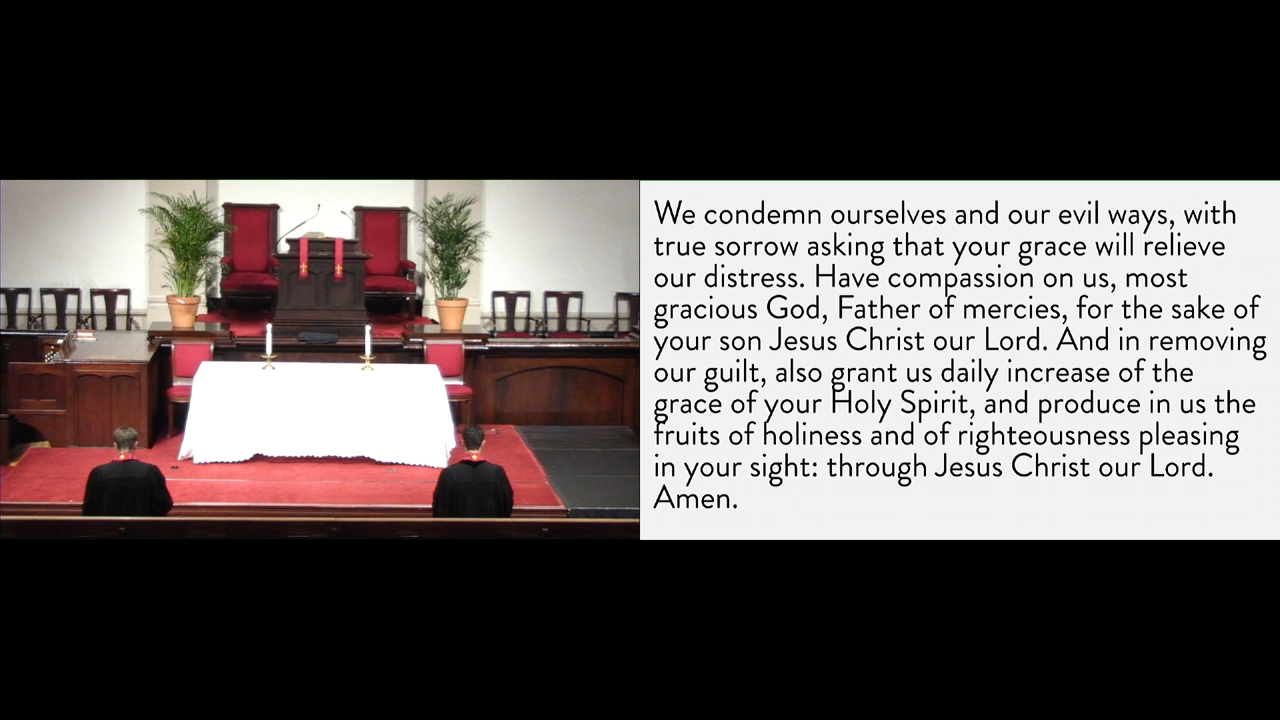 We condemn ourselves and our evil ways, with
true sorrow asking that your grace will relieve
our distress. Have compassion on us, most
gracious God, Father of mercies, for the sake of
your son Jesus Christ our Lord. And in removing
our guilt, also grant us daily increase of the
grace of your Holy Spirit, and produce in us the
fruits of holiness and of righteousness pleasing
in your sight: through Jesus Christ our Lord.
Amen.